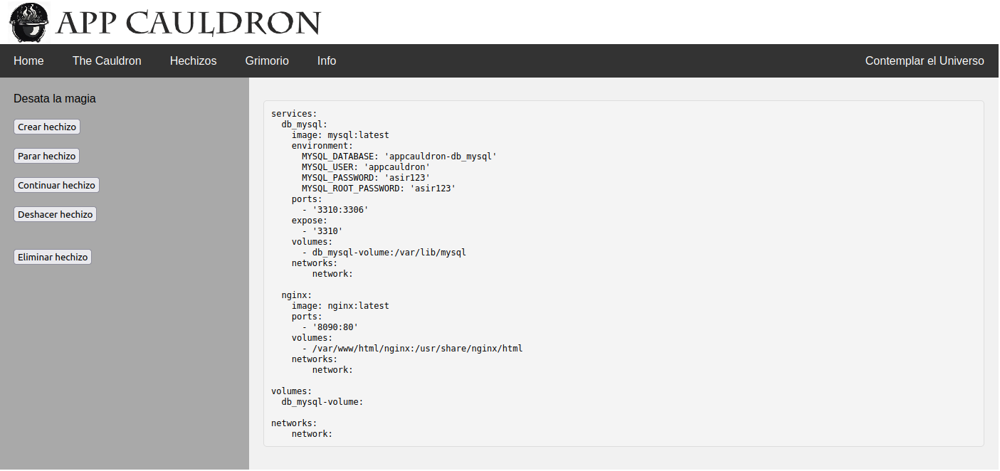 APP CAULDRON
Home The Cauldron Hechizos Grimorio Info Contemplar el Universo
Desata la magia
Crear hechizo
Parar hechizo
Continuar hechizo
Deshacer hechizo
Eliminar hechizo
services:
  db_mysql:
    image: mysql:latest
    environment:
      MYSQL_DATABASE: 'appcauldron-db_mysql'
      MYSQL_USER: 'appcauldron'
      MYSQL_PASSWORD: 'asir123'
      MYSQL_ROOT_PASSWORD: 'asir123'
    ports:
      - '3310:3306'
    expose:
      - '3310'
    volumes:
      - db_mysql-volume:/var/lib/mysql
    networks:
        network:
  nginx:
    image: nginx:latest
    ports:
      - '8090:80'
    volumes:
      - /var/www/html/nginx:/usr/share/nginx/html
    networks:
        network:
volumes:
  db_mysql-volume:
networks:
    network: